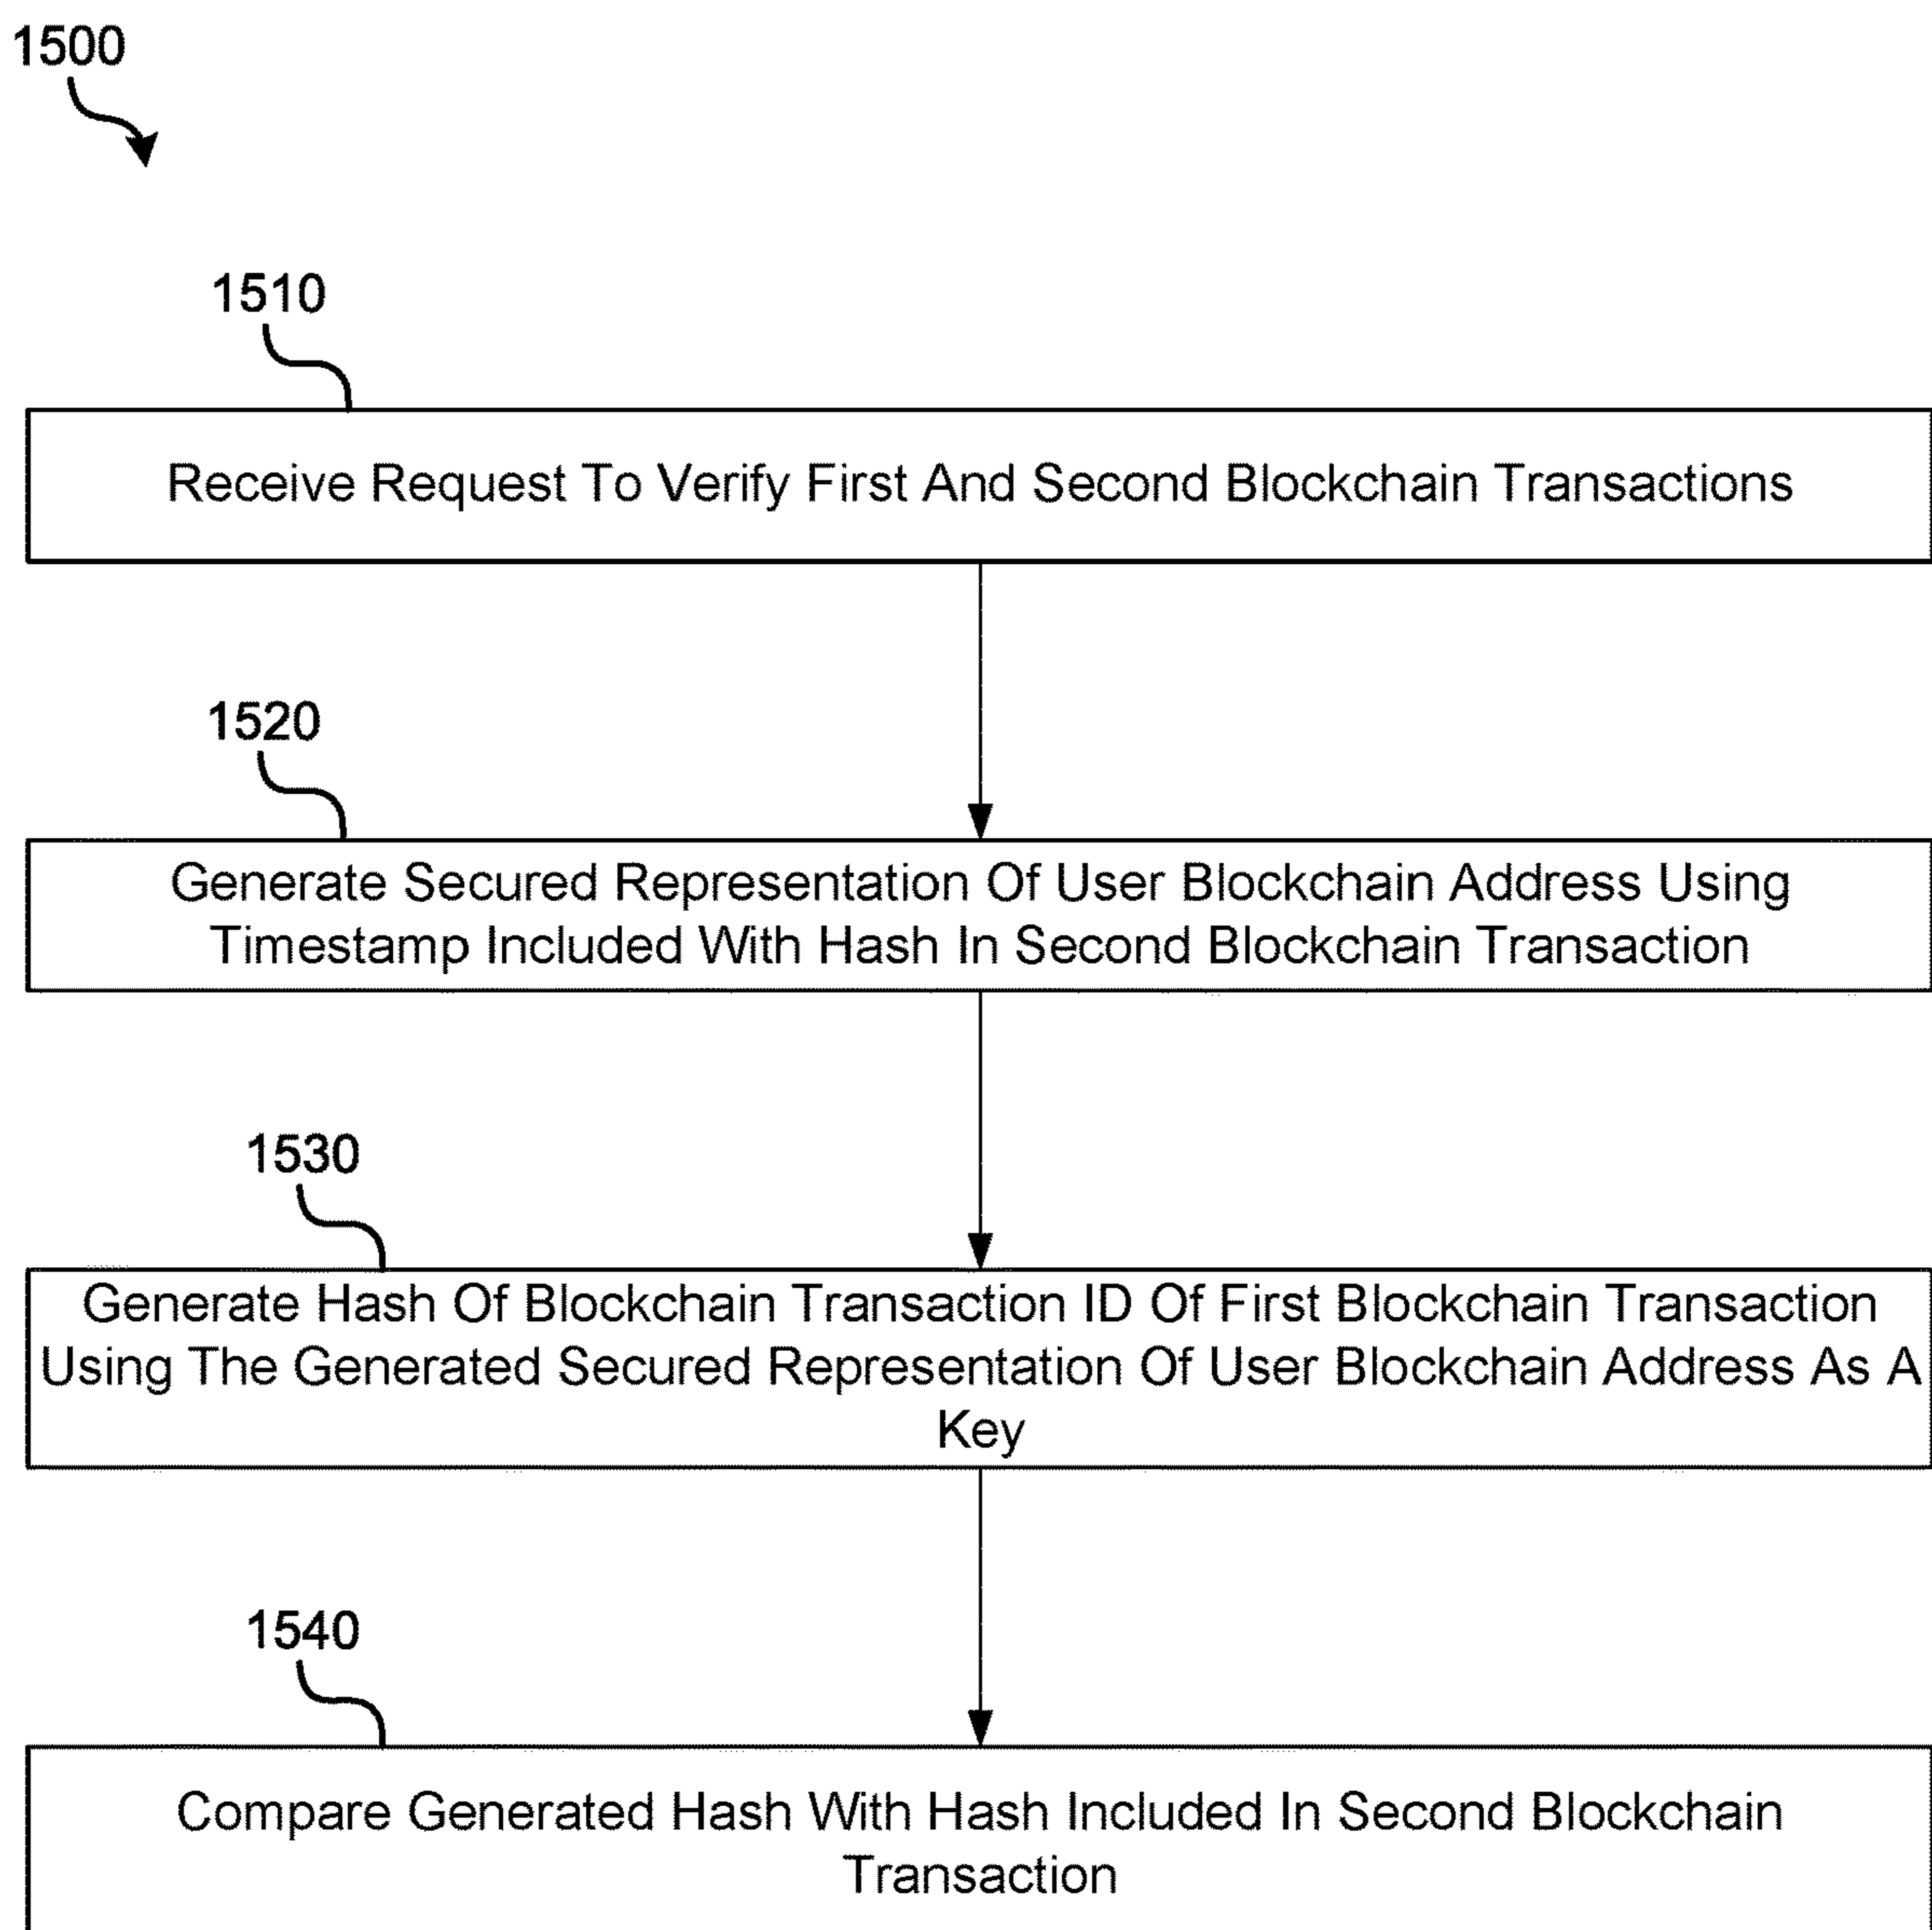 1500
1510
Receive Request To Verify First And Second Blockchain Transactions
1520
Generate Secured Representation Of User Blockchain Address Using
Timestamp Included With Hash In Second Blockchain Transaction
1530
Generate Hash Of Blockchain Transaction ID Of First Blockchain Transaction
Using The Generated Secured Representation Of User Blockchain Address As A
Key
1540
Compare Generated Hash With Hash Included In Second Blockchain
Transaction